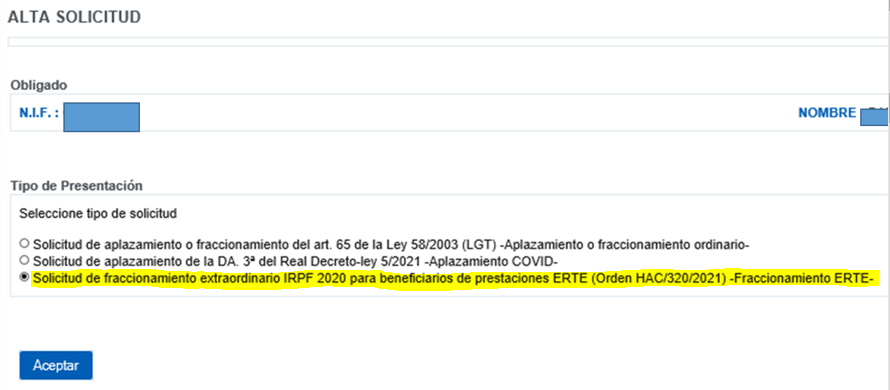 ALTA SOLICITUD
Obligado
N.I.F. :
NOMBRE
Tipo de Presentación
Seleccione tipo de solicitud
Solicitud de aplazamiento o fraccionamiento del art. 65 de la Ley 58/2003 (LGT) -Aplazamiento o fraccionamiento ordinario-
Solicitud de aplazamiento de la DA. 3ª del Real Decreto-ley 5/2021 -Aplazamiento COVID-
Solicitud de fraccionamiento extraordinario IRPF 2020 para beneficiarios de prestaciones ERTE (Orden HAC/320/2021) -Fraccionamiento ERTE-
Aceptar